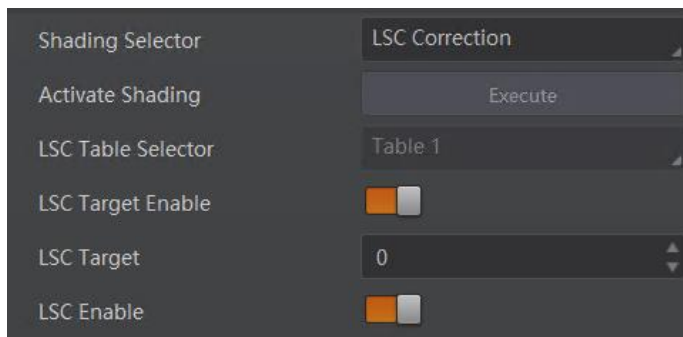 Shading Selector LSC Correction
Activate Shading Execute
LSC Table Selector Table 1
LSC Target Enable
LSC Target 0
LSC Enable